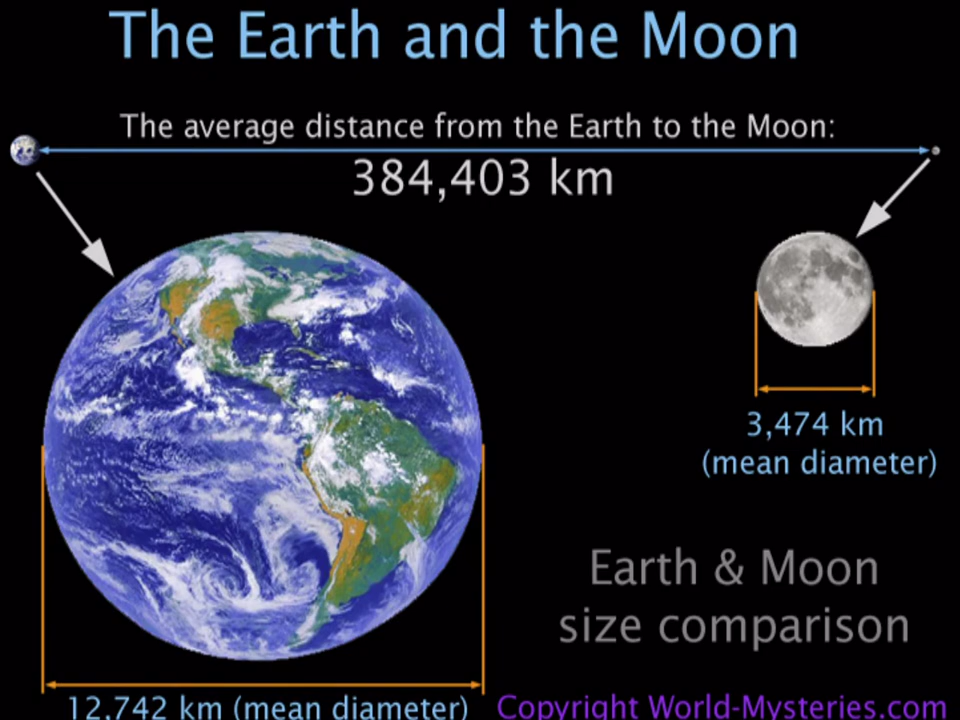 The Earth and the Moon
The average distance from the Earth to the Moon:
384,403 km
3,474 km
(mean diameter)
Earth & Moon
size comparison
12,742 km (mean diameter)
Copyright World-Mysteries.com